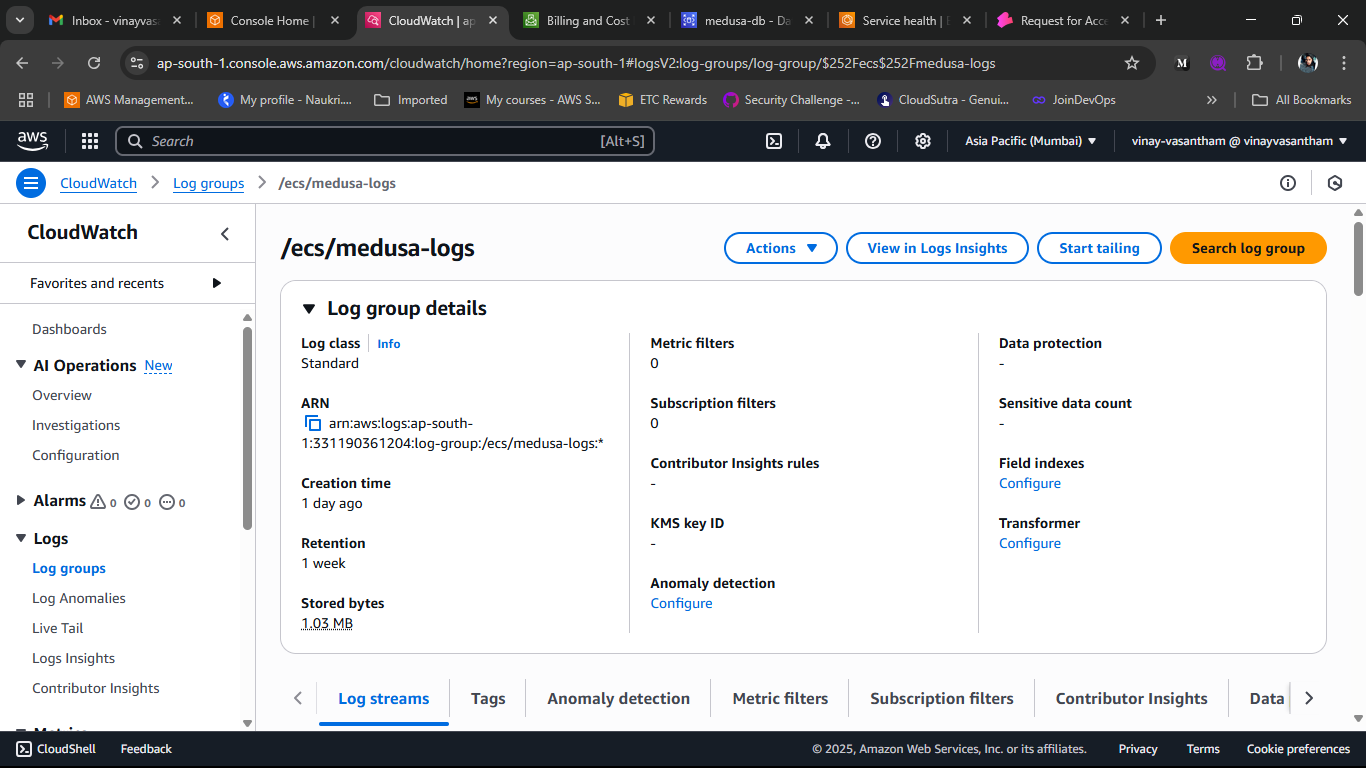 Inbox - vinayvas
Console Home |
CloudWatch | ap
Billing and Cost
medusa-db - Da
Service health |
Request for Acce
ap-south-1.console.aws.amazon.com/cloudwatch/home?region=ap-south-1#logsV2:log-groups/log-group/$252Fecs$252Fmedusa-logs
AWS Management...
My profile - Naukri....
Imported
My courses - AWS S...
ETC Rewards
Security Challenge -...
CloudSutra - Genui...
JoinDevOps
All Bookmarks
aws
Search
[Alt+S]
Asia Pacific (Mumbai)
vinay-vasantham @ vinayvasantham
CloudWatch
Log groups
/ecs/medusa-logs
CloudWatch
Favorites and recents
Dashboards
AI Operations New
Overview
Investigations
Configuration
Alarms 0 0 0
Logs
Log groups
Log Anomalies
Live Tail
Logs Insights
Contributor Insights
/ecs/medusa-logs
Actions
View in Logs Insights
Start tailing
Search log group
Log group details
Log class
Info
Standard
ARN
arn:aws:logs:ap-south-
1:331190361204:log-group:/ecs/medusa-logs:*
Creation time
1 day ago
Retention
1 week
Stored bytes
1.03 MB
Metric filters
0
Subscription filters
0
Contributor Insights rules
-
KMS key ID
-
Anomaly detection
Configure
Data protection
-
Sensitive data count
-
Field indexes
Configure
Transformer
Configure
Log streams
Tags
Anomaly detection
Metric filters
Subscription filters
Contributor Insights
Data
CloudShell
Feedback
© 2025, Amazon Web Services, Inc. or its affiliates.
Privacy
Terms
Cookie preferences